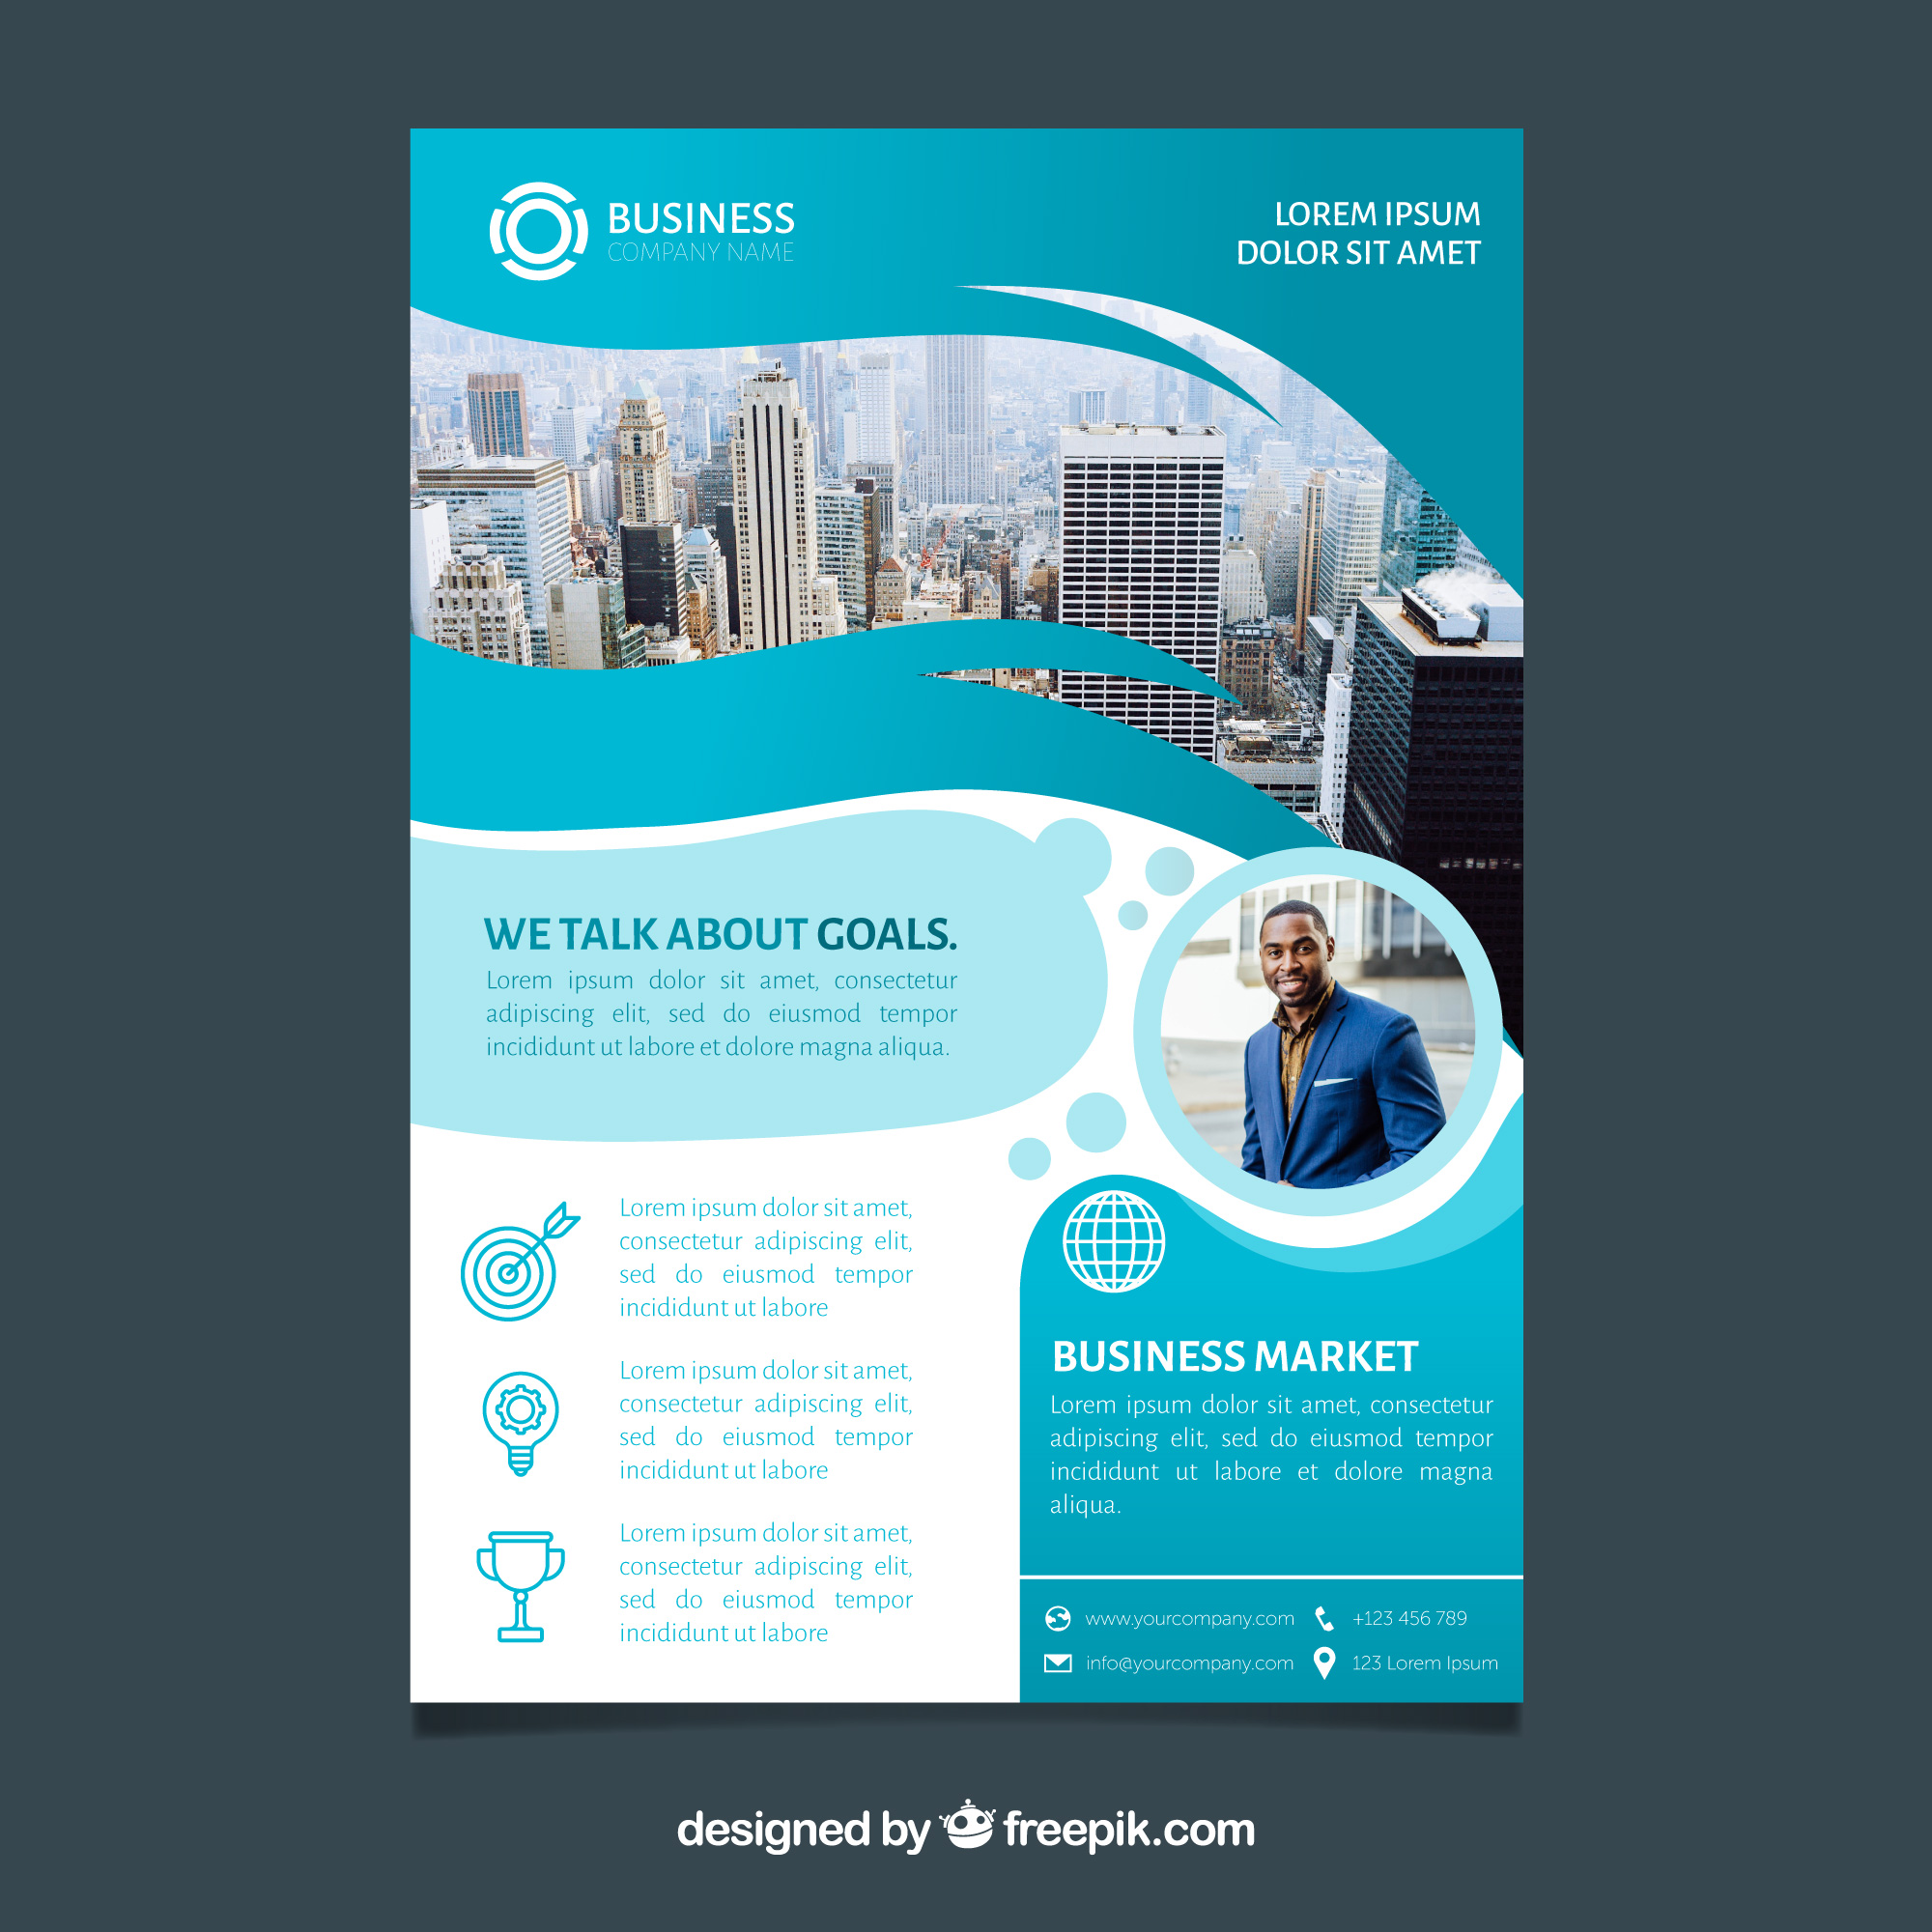 BUSINESS
COMPANY NAME
LOREM IPSUM
DOLOR SIT AMET
WE TALK ABOUT GOALS.
Lorem ipsum dolor sit amet, consectetur
adipiscing elit, sed do eiusmod tempor
incididunt ut labore et dolore magna aliqua.
Lorem ipsum dolor sit amet,
consectetur adipiscing elit,
sed do eiusmod tempor
incididunt ut labore
Lorem ipsum dolor sit amet,
consectetur adipiscing elit,
sed do eiusmod tempor
incididunt ut labore
Lorem ipsum dolor sit amet,
consectetur adipiscing elit,
sed do eiusmod tempor
incididunt ut labore
BUSINESS MARKET
Lorem ipsum dolor sit amet, consectetur
adipiscing elit, sed do eiusmod tempor
incididunt ut labore et dolore magna
aliqua.
www.yourcompany.com +123 456 789
info@yourcompany.com 123 Lorem Ipsum
designed by freepik.com